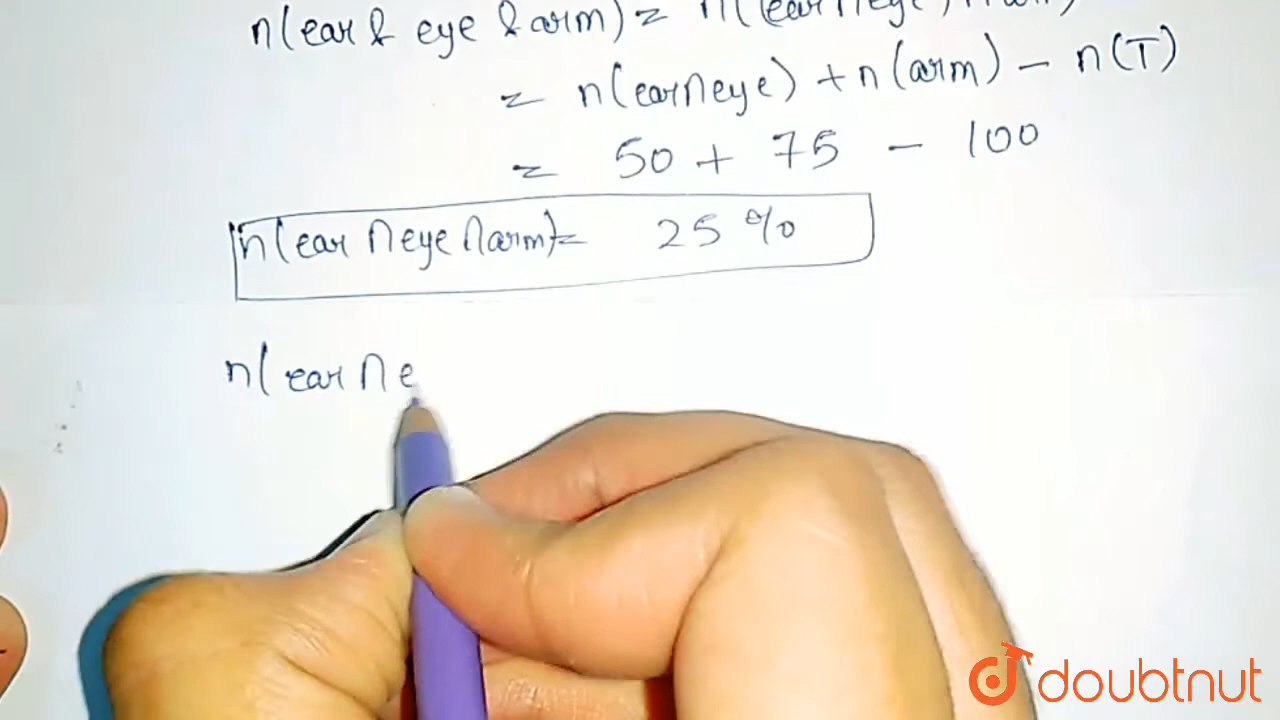 n(ear & eye & arm) =
= n(ear∩eye) + n(arm) - n(T)
= 50 + 75 - 100
n(ear ∩ eye ∩ arm) = 25 %
n( ear ∩ e
doubtnut